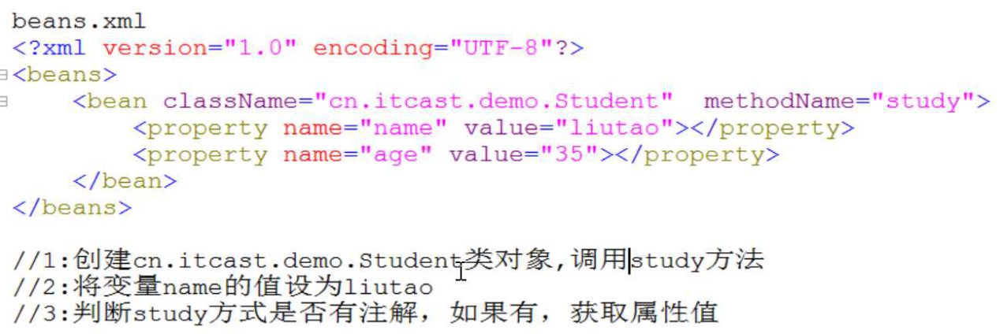 beans.xml
<?xml version="1.0" encoding="UTF-8"?>
<beans>
<bean className="cn.itcast.demo.Student" methodName="study">
<property name="name" value="liutao"></property>
<property name="age" value="35"></property>
</bean>
</beans>
//1:创建cn.itcast.demo.Student类对象,调用study方法
//2:将变量name的值设为liutao
//3:判断study方式是否有注解，如果有，获取属性值